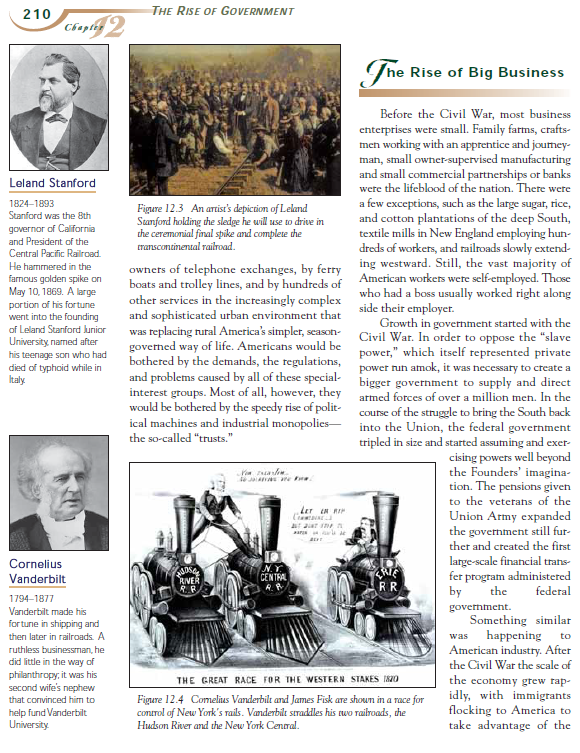 210
Chapter 12
THE RISE OF GOVERNMENT
Leland Stanford
1824–1893
Stanford was the 8th
governor of California
and President of the
Central Pacific Railroad.
He hammered in the
famous golden spike on
May 10, 1869. A large
portion of his fortune
went into the founding
of Leland Stanford Junior
University, named after
his teenage son who had
died of typhoid while in
Italy.
Cornelius
Vanderbilt
1794–1877
Vanderbilt made his
fortune in shipping and
then later in railroads. A
ruthless businessman, he
did little in the way of
philanthropy; it was his
second wife's nephew
that convinced him to
help fund Vanderbilt
University.
Figure 12.3 An artist's depiction of Leland
Stanford holding the sledge he will use to drive in
the ceremonial final spike and complete the
transcontinental railroad.
owners of telephone exchanges, by ferry
boats and trolley lines, and by hundreds of
other services in the increasingly complex
and sophisticated urban environment that
was replacing rural America's simpler, season-
governed way of life. Americans would be
bothered by the demands, the regulations,
and problems caused by all of these special-
interest groups. Most of all, however, they
would be bothered by the speedy rise of polit-
ical machines and industrial monopolies—
the so-called “trusts.”
HUDSON
RIVER
R.R.
N.Y.
CENTRAL
R.R.
LET ER RIP
ERIE
R R
THE GREAT RACE FOR THE WESTERN STAKES 1870
Figure 12.4 Cornelius Vanderbilt and James Fisk are shown in a race for
control of New York's rails. Vanderbilt straddles his two railroads, the
Hudson River and the New York Central.
The Rise of Big Business
Before the Civil War, most business
enterprises were small. Family farms, crafts-
men working with an apprentice and journey-
man, small owner-supervised manufacturing
and small commercial partnerships or banks
were the lifeblood of the nation. There were
a few exceptions, such as the large sugar, rice,
and cotton plantations of the deep South,
textile mills in New England employing hun-
dreds of workers, and railroads slowly extend-
ing westward. Still, the vast majority of
American workers were self-employed. Those
who had a boss usually worked right along
side their employer.
Growth in government started with the
Civil War. In order to oppose the “slave
power,” which itself represented private
power run amok, it was necessary to create a
bigger government to supply and direct
armed forces of over a million men. In the
course of the struggle to bring the South back
into the Union, the federal government
tripled in size and started assuming and exer-
cising powers well beyond
the Founders' imagina-
tion. The pensions given
to the veterans of the
Union Army expanded
the government still fur-
ther and created the first
large-scale financial trans-
fer program administered
by the federal
government.
Something similar
was happening to
American industry. After
the Civil War the scale of
the economy grew rap-
idly, with immigrants
flocking to America to
take advantage of the